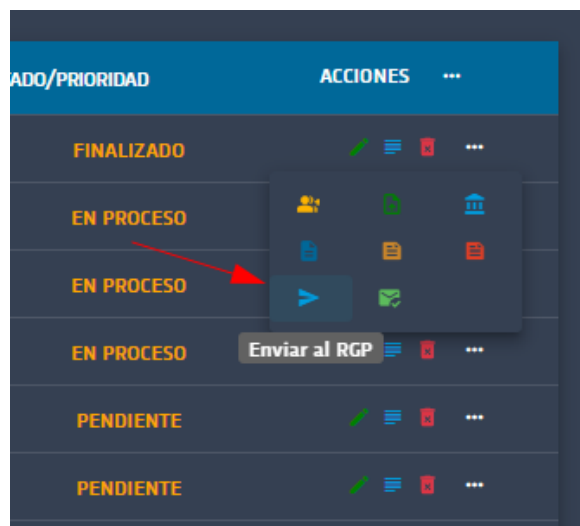 ADO/PRIORIDAD ACCIONES ...
FINALIZADO ...
EN PROCESO
EN PROCESO
EN PROCESO ...
Enviar al RGP
PENDIENTE ...
PENDIENTE ...